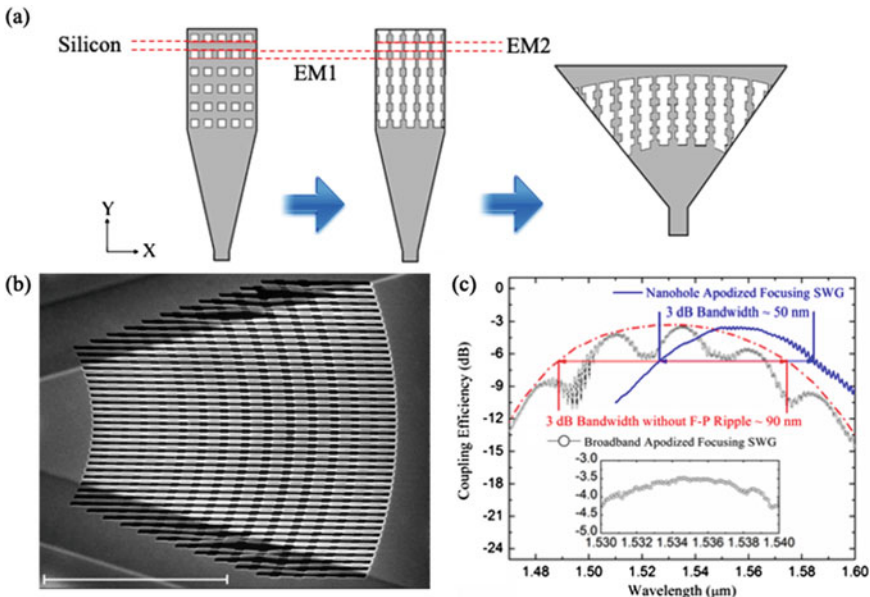 (a)
Silicon
EM1
EM2
Y
X
(b)
(c)
0
-3
-6
-9
-12
-15
-18
-21
-24
Coupling Efficiency (dB)
Nanohole Apodized Focusing SWG
3 dB Bandwidth ~ 50 nm
3 dB Bandwidth without F-P Ripple ~ 90 nm
Broadband Apodized Focusing SWG
-3.0
-3.5
-4.0
-4.5
-5.0
1.530 1.532 1.534 1.536 1.538 1.540
1.48 1.50 1.52 1.54 1.56 1.58 1.60
Wavelength (μm)